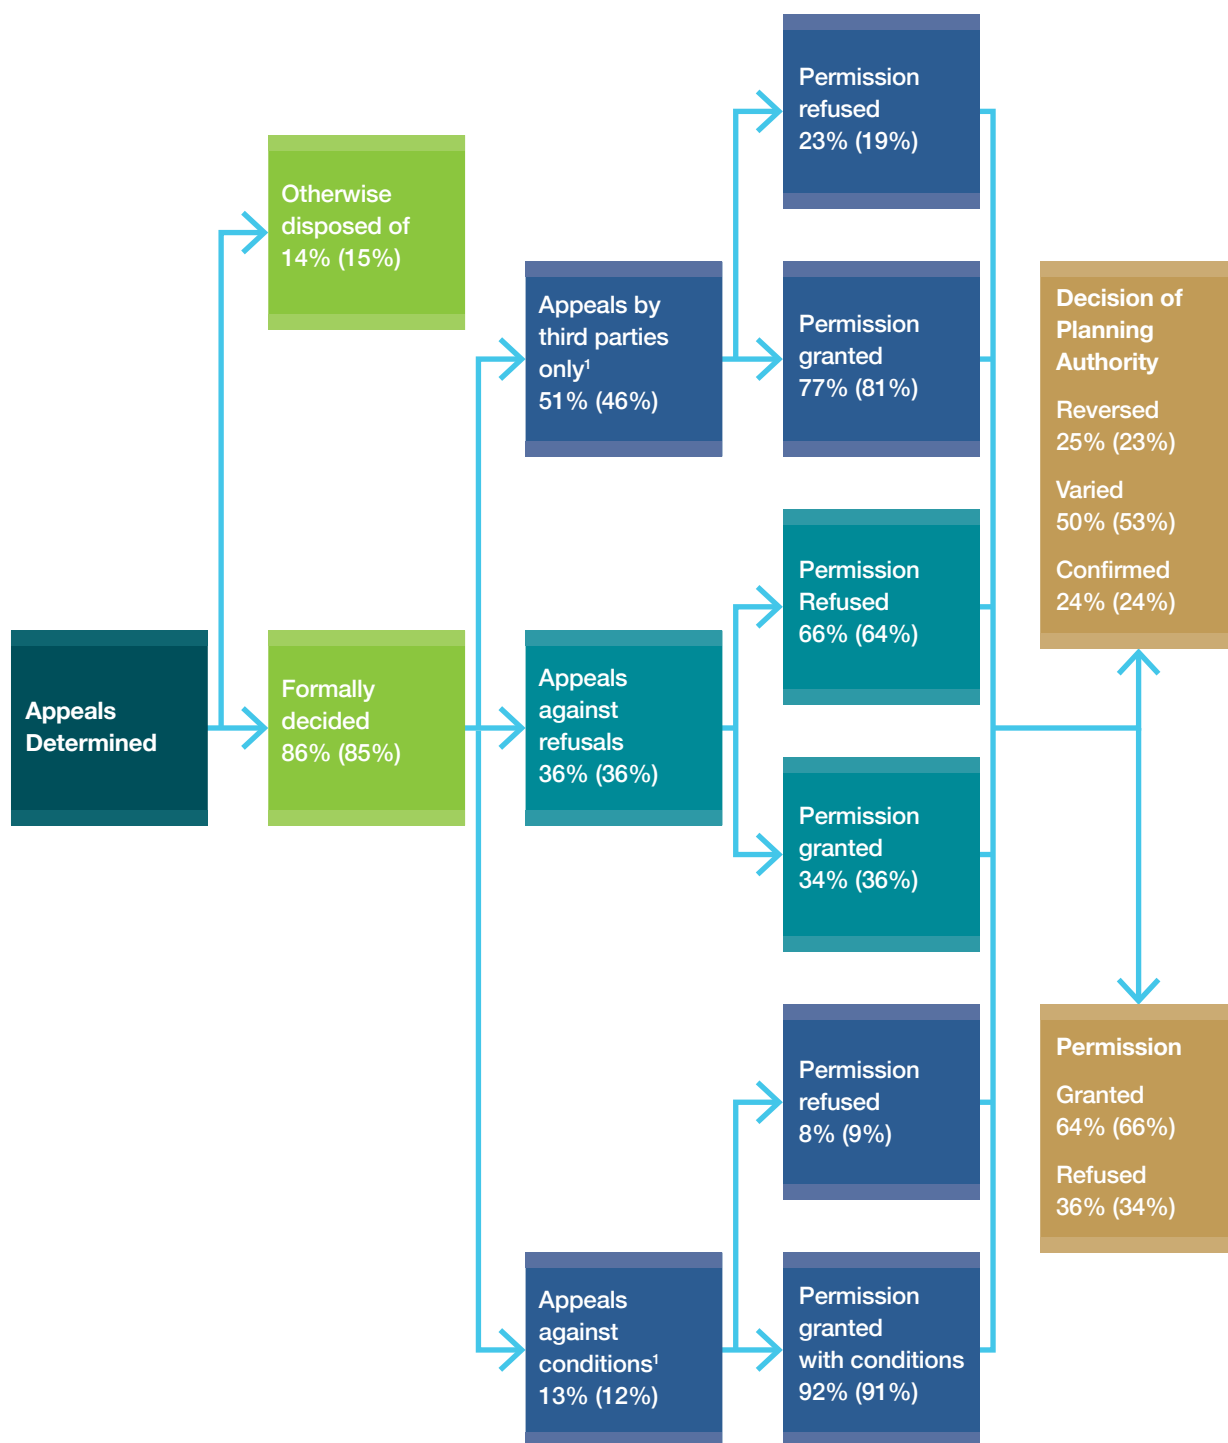 Appeals
Determined
Otherwise
disposed of
14% (15%)
Formally
decided
86% (85%)
Appeals by
third parties
only¹
51% (46%)
Appeals
against
refusals
36% (36%)
Appeals
against
conditions¹
13% (12%)
Permission
refused
23% (19%)
Permission
granted
77% (81%)
Permission
Refused
66% (64%)
Permission
granted
34% (36%)
Permission
refused
8% (9%)
Permission
granted
with conditions
92% (91%)
Decision of
Planning
Authority
Reversed
25% (23%)
Varied
50% (53%)
Confirmed
24% (24%)
Permission
Granted
64% (66%)
Refused
36% (34%)